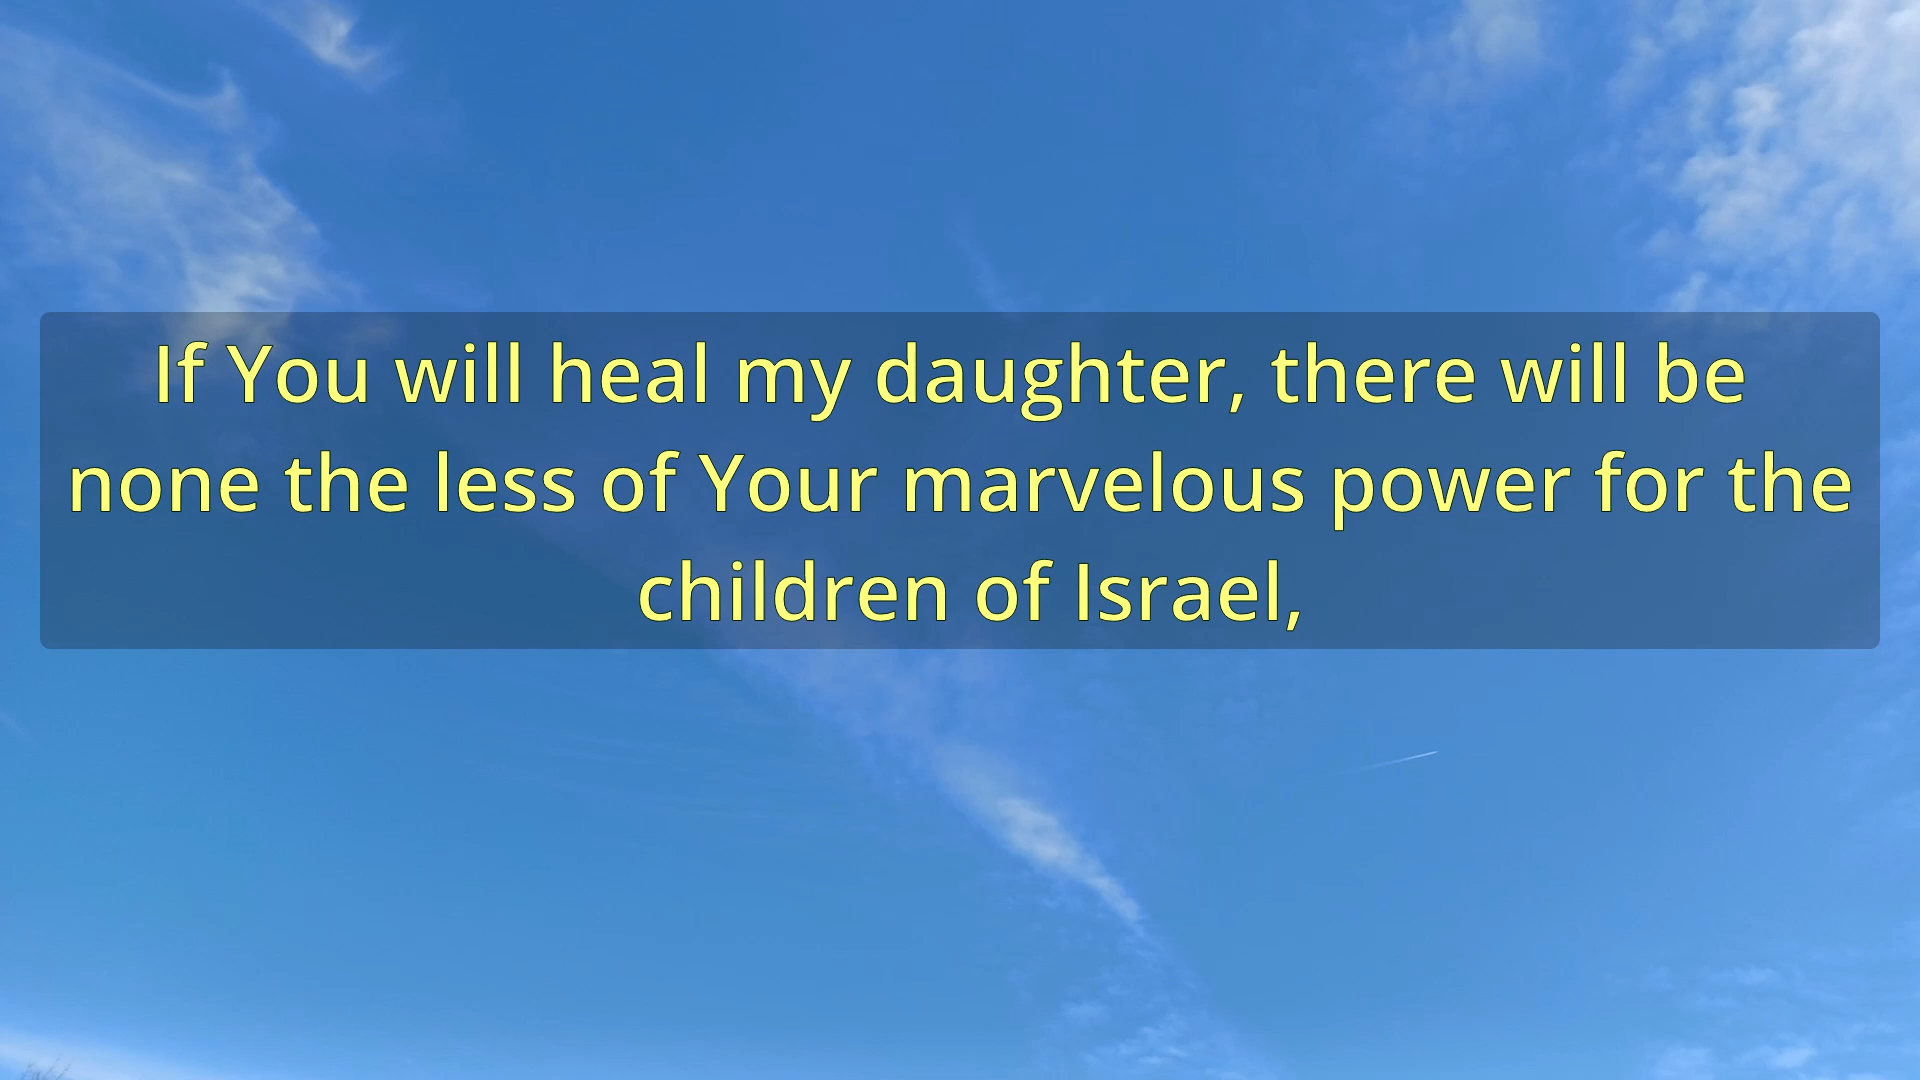 If You will heal my daughter, there will be
none the less of Your marvelous power for the
children of Israel,